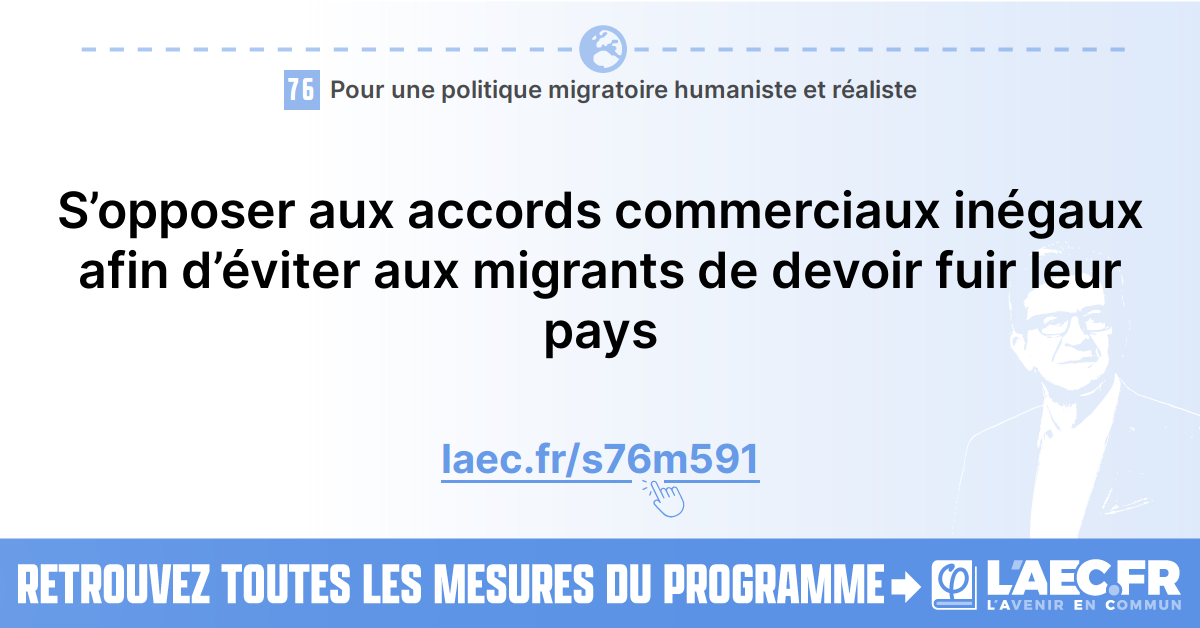 76 Pour une politique migratoire humaniste et réaliste
S’opposer aux accords commerciaux inégaux
afin d’éviter aux migrants de devoir fuir leur
pays
laec.fr/s76m591
RETROUVEZ TOUTES LES MESURES DU PROGRAMME
L'AEC.FR
L'AVENIR EN COMMUN